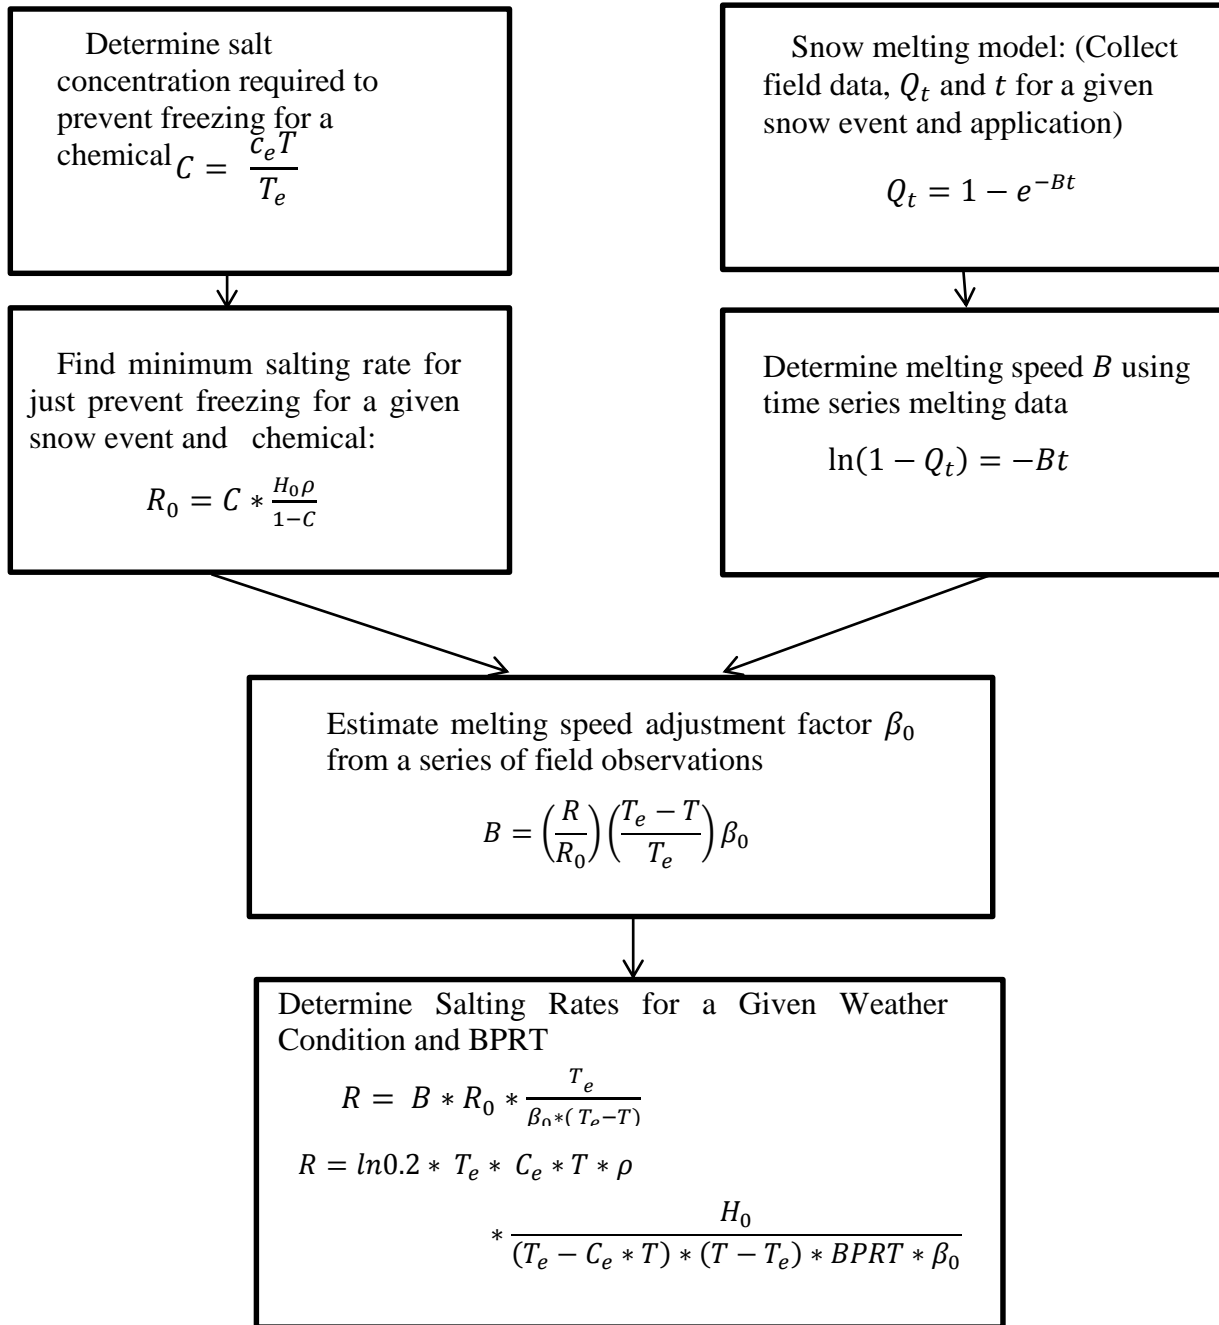 Determine salt
concentration required to
prevent freezing for a
chemical C = c_e T / T_e
Find minimum salting rate for
just prevent freezing for a given
snow event and chemical:
R_0 = C * H_0 ρ / 1−C
Snow melting model: (Collect
field data, Q_t and t for a given
snow event and application)
Q_t = 1 − e^{−Bt}
Determine melting speed B using
time series melting data
ln(1 − Q_t) = −Bt
Estimate melting speed adjustment factor β_0
from a series of field observations
B = (R / R_0) (T_e − T / T_e) β_0
Determine Salting Rates for a Given Weather
Condition and BPRT
R = B * R_0 * T_e / β_0*(T_e−T)
R = ln0.2 * T_e * C_e * T * ρ
* H_0 / (T_e − C_e * T) * (T − T_e) * BPRT * β_0